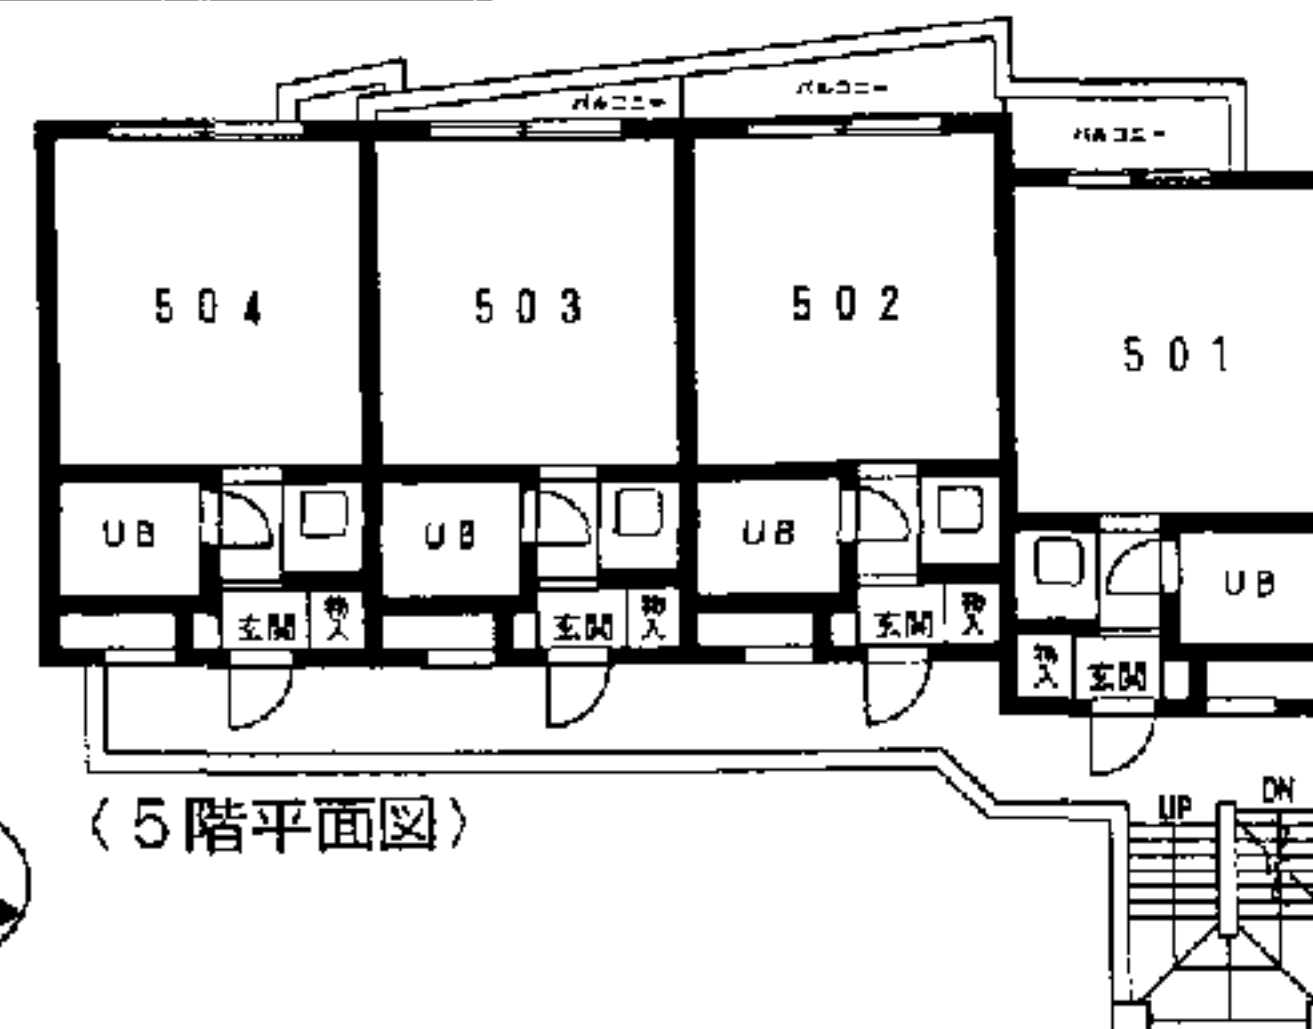 バルコニー
バルコニー
バルコニー
504
503
502
501
UB
UB
UB
UB
玄関
物入
玄関
物入
玄関
物入
物入
玄関
〈5階平面図〉
UP
DN